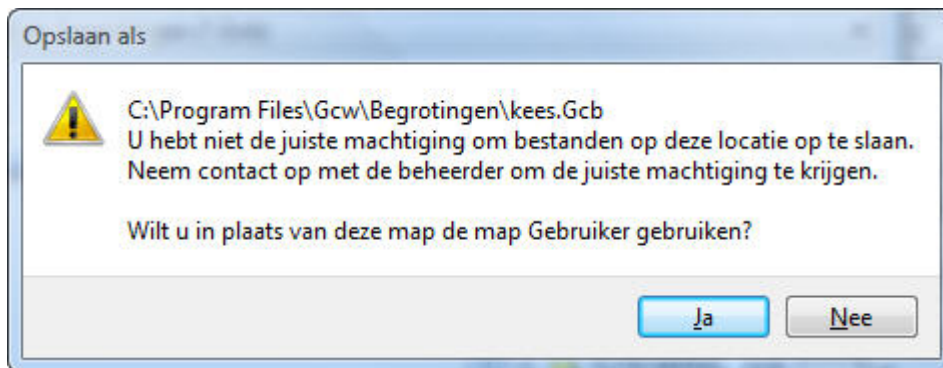 Opslaan als
C:\Program Files\Gcw\Begrotingen\kees.Gcb
U hebt niet de juiste machtiging om bestanden op deze locatie op te slaan.
Neem contact op met de beheerder om de juiste machtiging te krijgen.
Wilt u in plaats van deze map de map Gebruiker gebruiken?
Ja
Nee